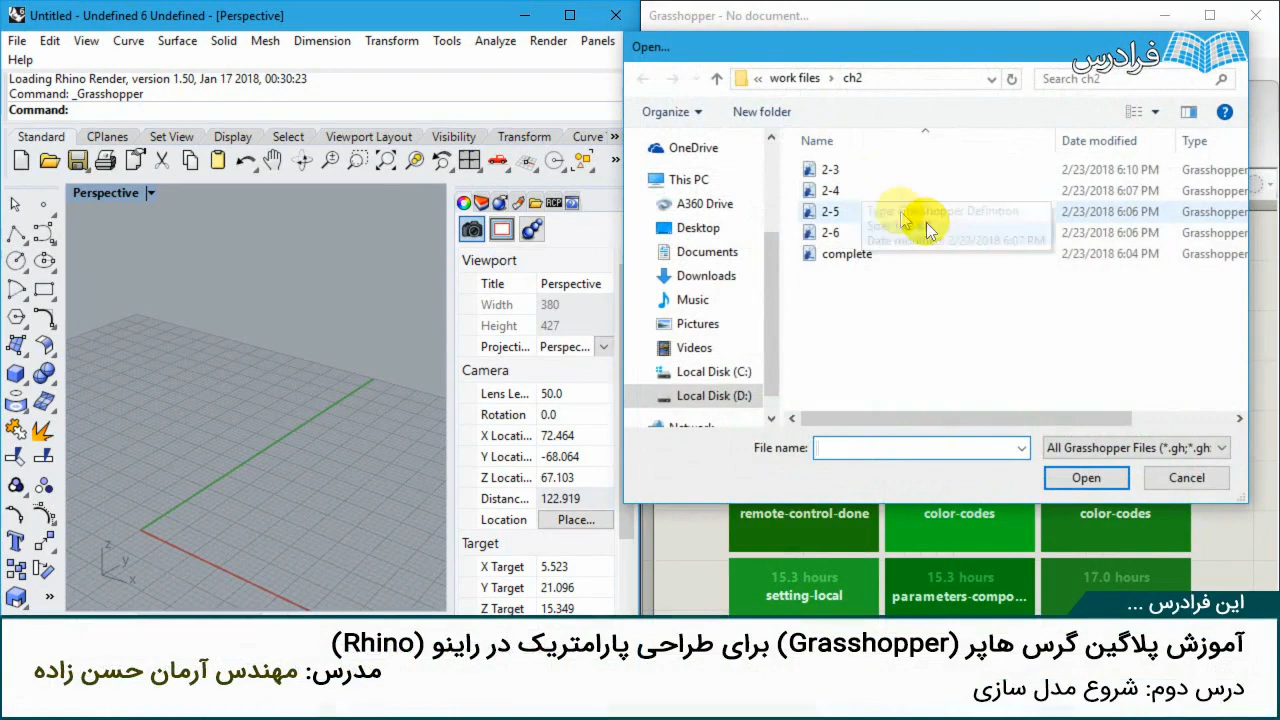 Untitled - Undefined 6 Undefined - [Perspective]
File Edit View Curve Surface Solid Mesh Dimension Transform Tools Analyze Render Panels
Help
Loading Rhino Render, version 1.50, Jan 17 2018, 00:30:23
Command: _Grasshopper
Command:
Standard CPlanes Set View Display Select Viewport Layout Visibility Transform Curve
Perspective
z
y
x
Viewport
Title Perspective
Width 380
Height 427
Projecti... Perspec...
Camera
Lens Le... 50.0
Rotation 0.0
X Locati... 72.464
Y Locati... -68.064
Z Locati... 67.103
Distanc... 122.919
Location Place...
Target
X Target 5.523
Y Target 21.096
Z Target 15.349
Grasshopper - No document...
Open...
فرادرس
« work files › ch2
Search ch2
Organize New folder
OneDrive
This PC
A360 Drive
Desktop
Documents
Downloads
Music
Pictures
Videos
Local Disk (C:)
Local Disk (D:)
Name Date modified Type
2-3 2/23/2018 6:10 PM Grasshopper
2-4 2/23/2018 6:07 PM Grasshopper
2-5 2/23/2018 6:06 PM Grasshopper
2-6 2/23/2018 6:06 PM Grasshopper
complete 2/23/2018 6:04 PM Grasshopper
Date modified: 2/23/2018 6:07 PM
File name: All Grasshopper Files (*.gh;*.gh
Open Cancel
remote-control-done color-codes color-codes
15.3 hours 15.3 hours 17.0 hours
setting-local parameters-compo...
این فرادرس ...
آموزش پلاگین گرس هاپر (Grasshopper) برای طراحی پارامتریک در راینو (Rhino)
مدرس: مهندس آرمان حسن زاده
درس دوم: شروع مدل سازی